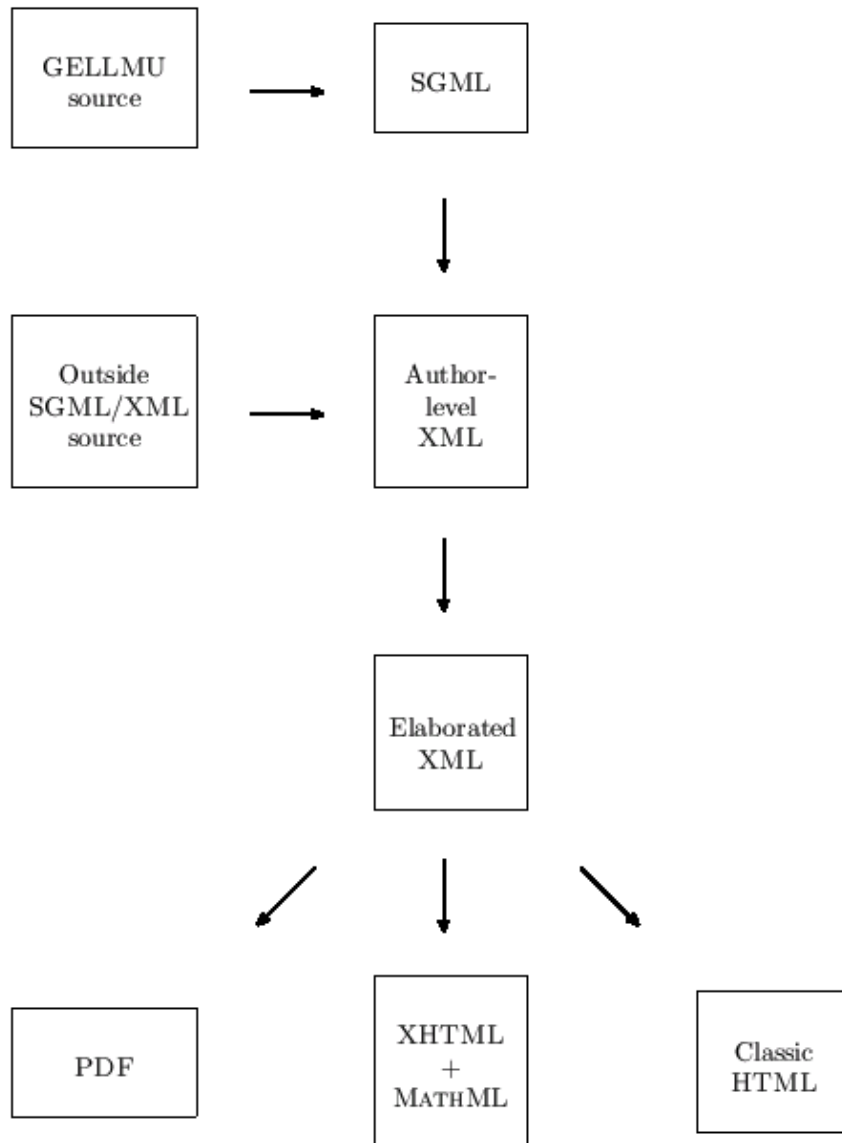 GELLMU
source
SGML
Outside
SGML/XML
source
Author-
level
XML
Elaborated
XML
PDF
XHTML
+
MATHML
Classic
HTML